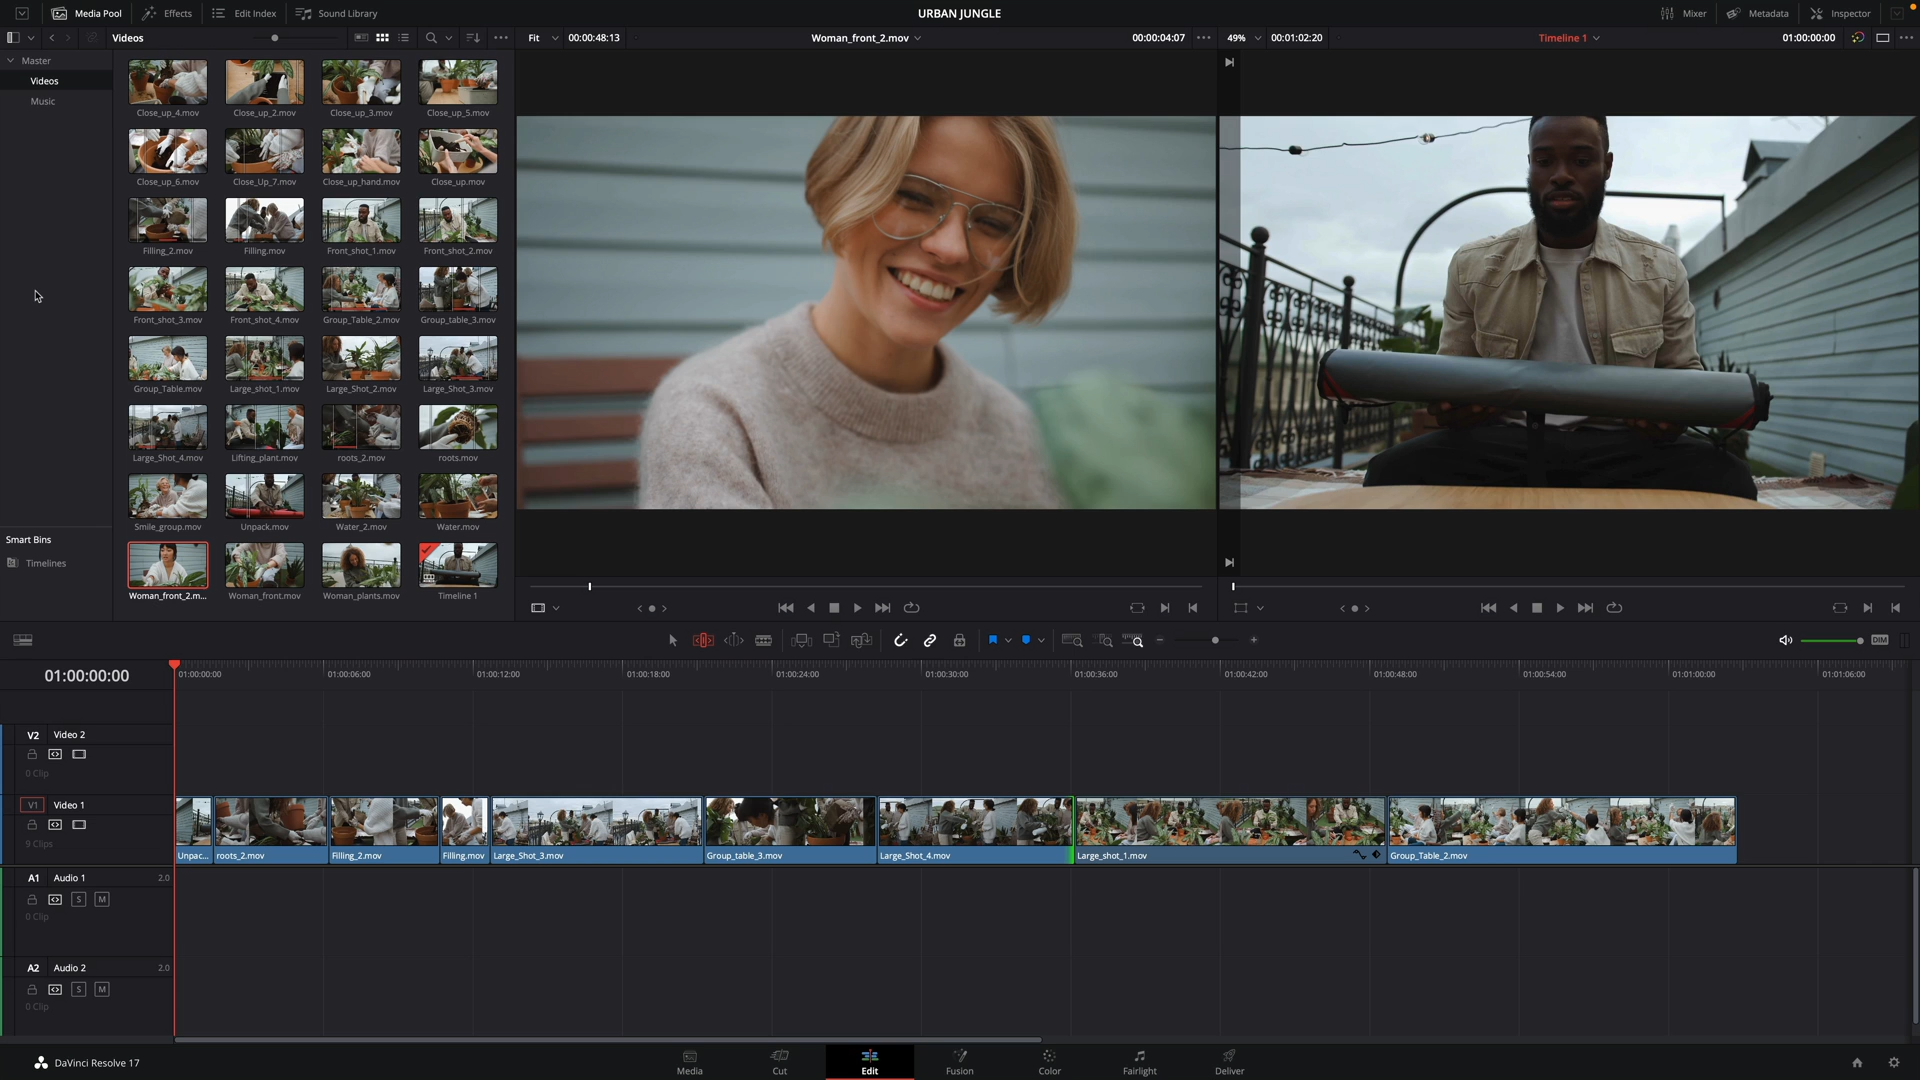 Media Pool
Effects
Edit Index
Sound Library
URBAN JUNGLE
Mixer
Metadata
Inspector
Videos
Fit
00:00:48:13
Woman_front_2.mov
00:00:04:07
49%
00:01:02:20
Timeline 1
01:00:00:00
Master
Videos
Music
Close_up_4.mov
Close_up_2.mov
Close_up_3.mov
Close_up_5.mov
Close_up_6.mov
Close_Up_7.mov
Close_up_hand.mov
Close_up.mov
Filling_2.mov
Filling.mov
Front_shot_1.mov
Front_shot_2.mov
Front_shot_3.mov
Front_shot_4.mov
Group_Table_2.mov
Group_table_3.mov
Group_Table.mov
Large_shot_1.mov
Large_Shot_2.mov
Large_Shot_3.mov
Large_Shot_4.mov
Lifting_plant.mov
roots_2.mov
roots.mov
Smile_group.mov
Unpack.mov
Water_2.mov
Water.mov
Smart Bins
Timelines
Woman_front_2.m...
Woman_front.mov
Woman_plants.mov
Timeline 1
DIM
01:00:00:00
01:00:00:00
01:00:06:00
01:00:12:00
01:00:18:00
01:00:24:00
01:00:30:00
01:00:36:00
01:00:42:00
01:00:48:00
01:00:54:00
01:01:00:00
01:01:06:00
V2
Video 2
0 Clip
V1
Video 1
9 Clips
Unpac...
roots_2.mov
Filling_2.mov
Filling.mov
Large_Shot_3.mov
Group_table_3.mov
Large_Shot_4.mov
Large_shot_1.mov
Group_Table_2.mov
A1
Audio 1
2.0
S
M
0 Clip
A2
Audio 2
2.0
S
M
0 Clip
DaVinci Resolve 17
Media
Cut
Edit
Fusion
Color
Fairlight
Deliver